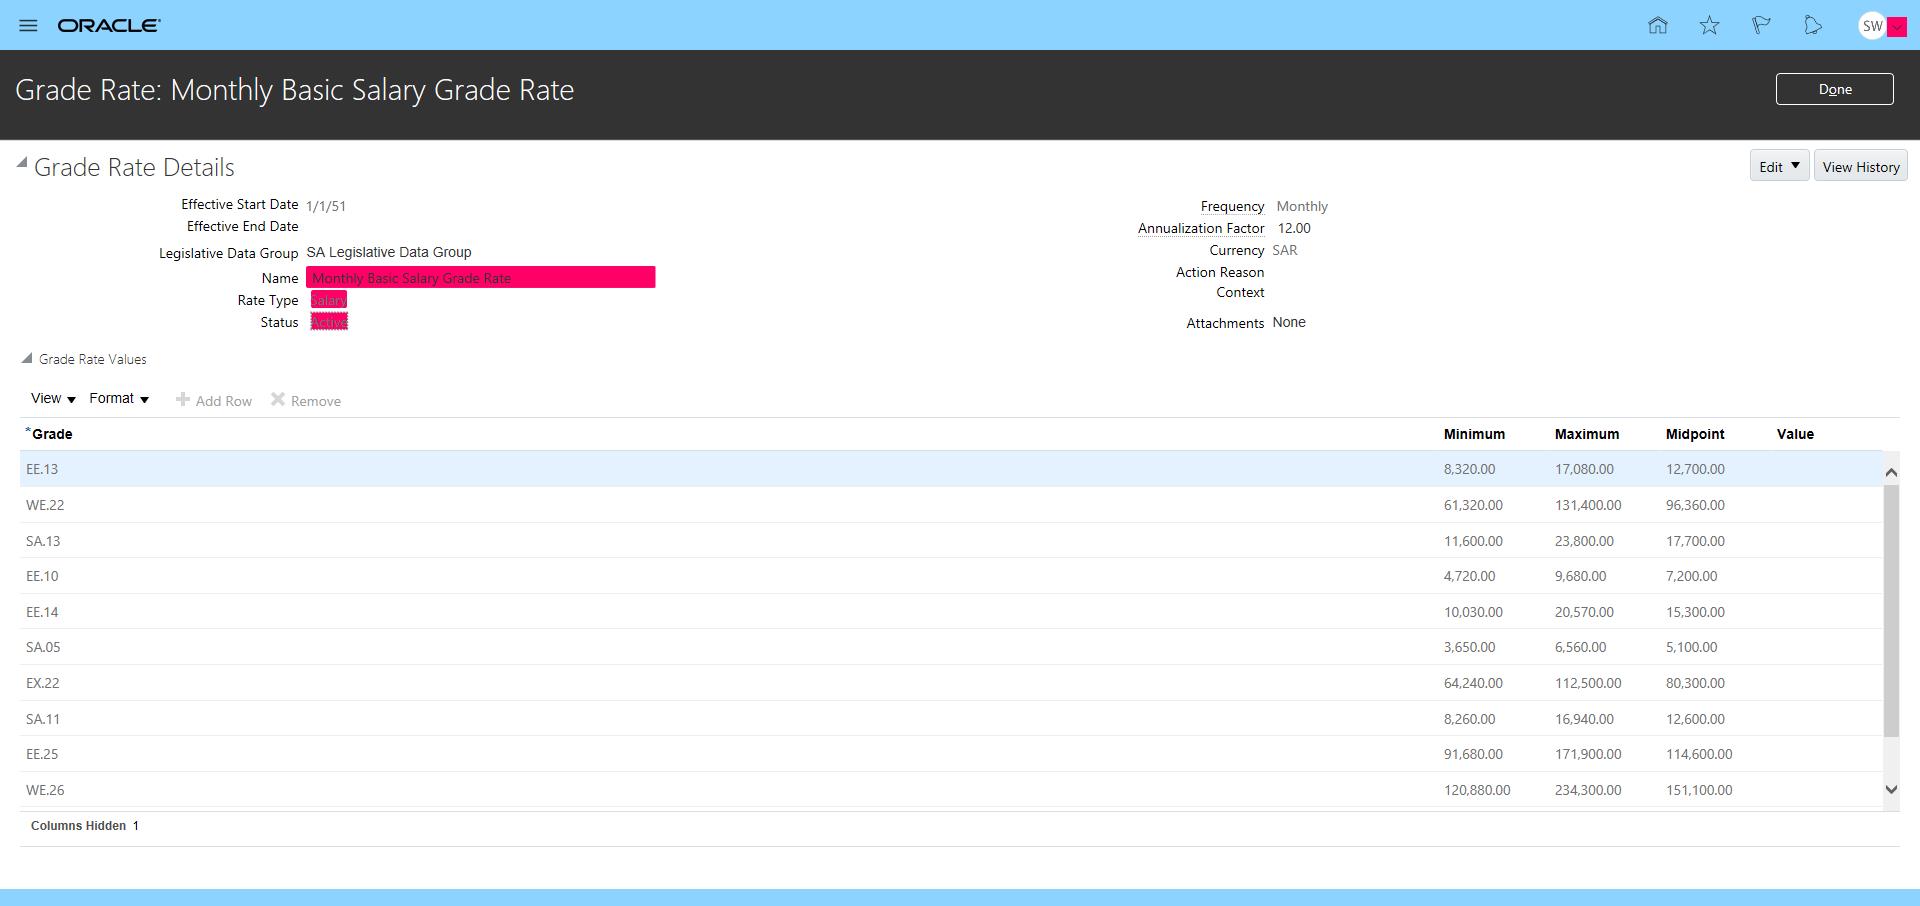 ORACLE
SW
Grade Rate: Monthly Basic Salary Grade Rate
Done
Grade Rate Details
Edit
View History
Effective Start Date 1/1/51
Effective End Date
Legislative Data Group SA Legislative Data Group
Name Monthly Basic Salary Grade Rate
Rate Type Salary
Status Active
Frequency Monthly
Annualization Factor 12.00
Currency SAR
Action Reason
Context
Attachments None
Grade Rate Values
View Format Add Row Remove
*Grade Minimum Maximum Midpoint Value
EE.13 8,320.00 17,080.00 12,700.00
WE.22 61,320.00 131,400.00 96,360.00
SA.13 11,600.00 23,800.00 17,700.00
EE.10 4,720.00 9,680.00 7,200.00
EE.14 10,030.00 20,570.00 15,300.00
SA.05 3,650.00 6,560.00 5,100.00
EX.22 64,240.00 112,500.00 80,300.00
SA.11 8,260.00 16,940.00 12,600.00
EE.25 91,680.00 171,900.00 114,600.00
WE.26 120,880.00 234,300.00 151,100.00
Columns Hidden 1